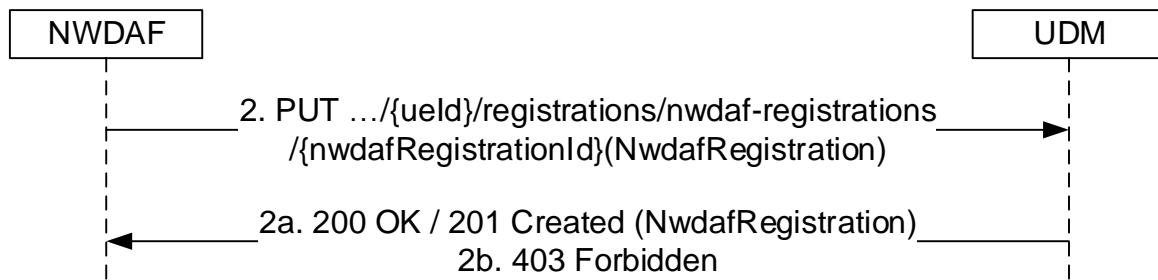 NWDAF
UDM
2. PUT …/{ueId}/registrations/nwdaf-registrations
/{nwdafRegistrationId}(NwdafRegistration)
2a. 200 OK / 201 Created (NwdafRegistration)
2b. 403 Forbidden